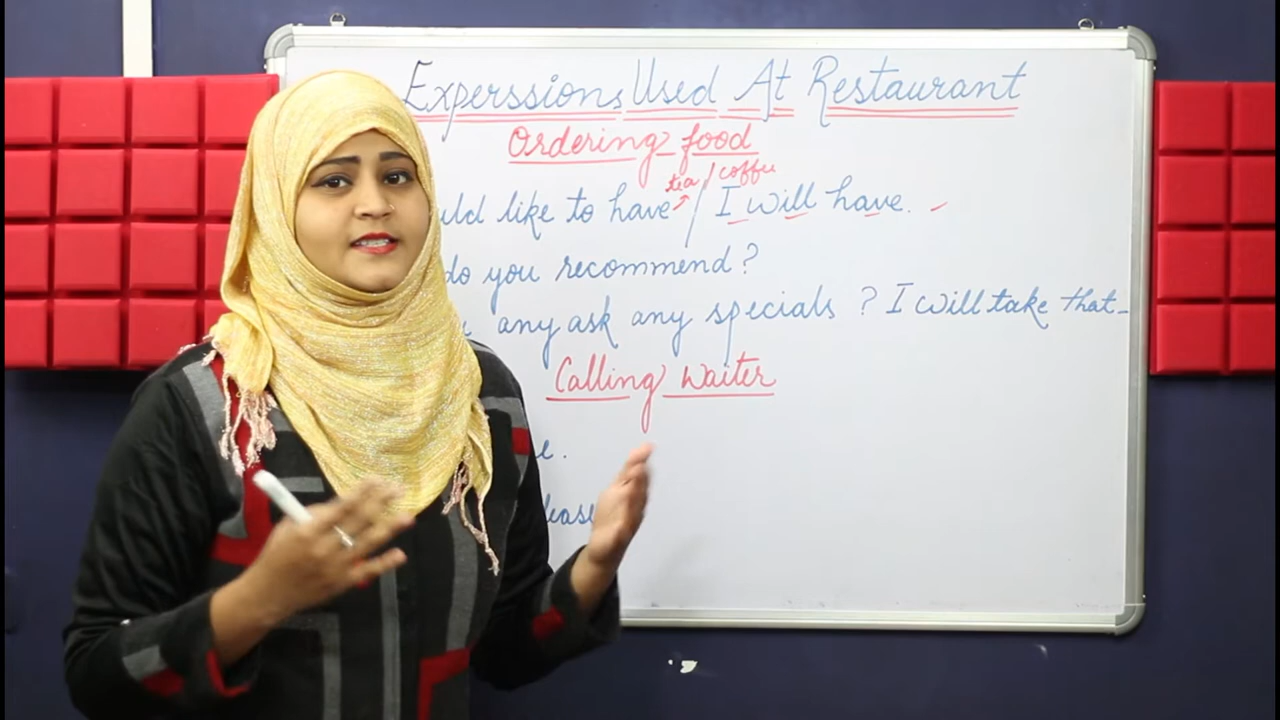 Experssions Used At Restaurant
Ordering food
tea / coffee
uld like to have / I will have.
do you recommend?
any ask any specials ? I will take that
Calling Waiter
e.
lease